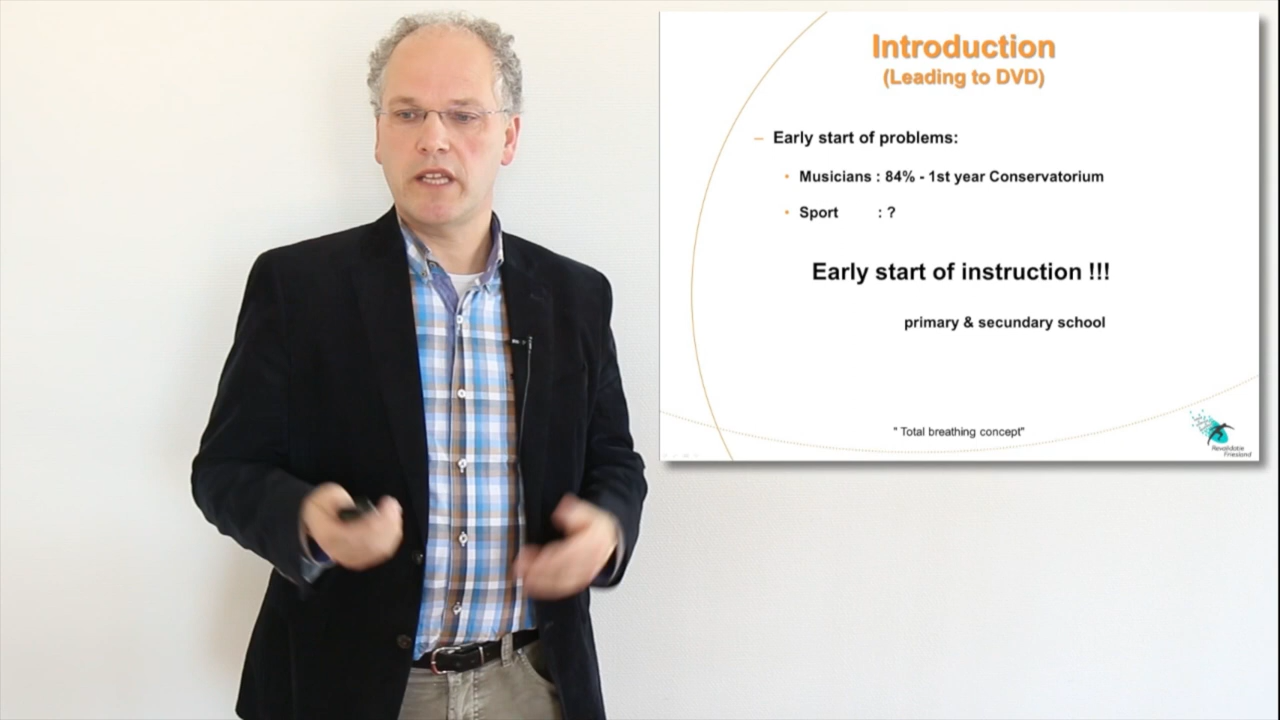 Introduction
(Leading to DVD)
– Early start of problems:
• Musicians : 84% - 1st year Conservatorium
• Sport : ?
Early start of instruction !!!
primary & secundary school
" Total breathing concept"
Revalidatie
Friesland